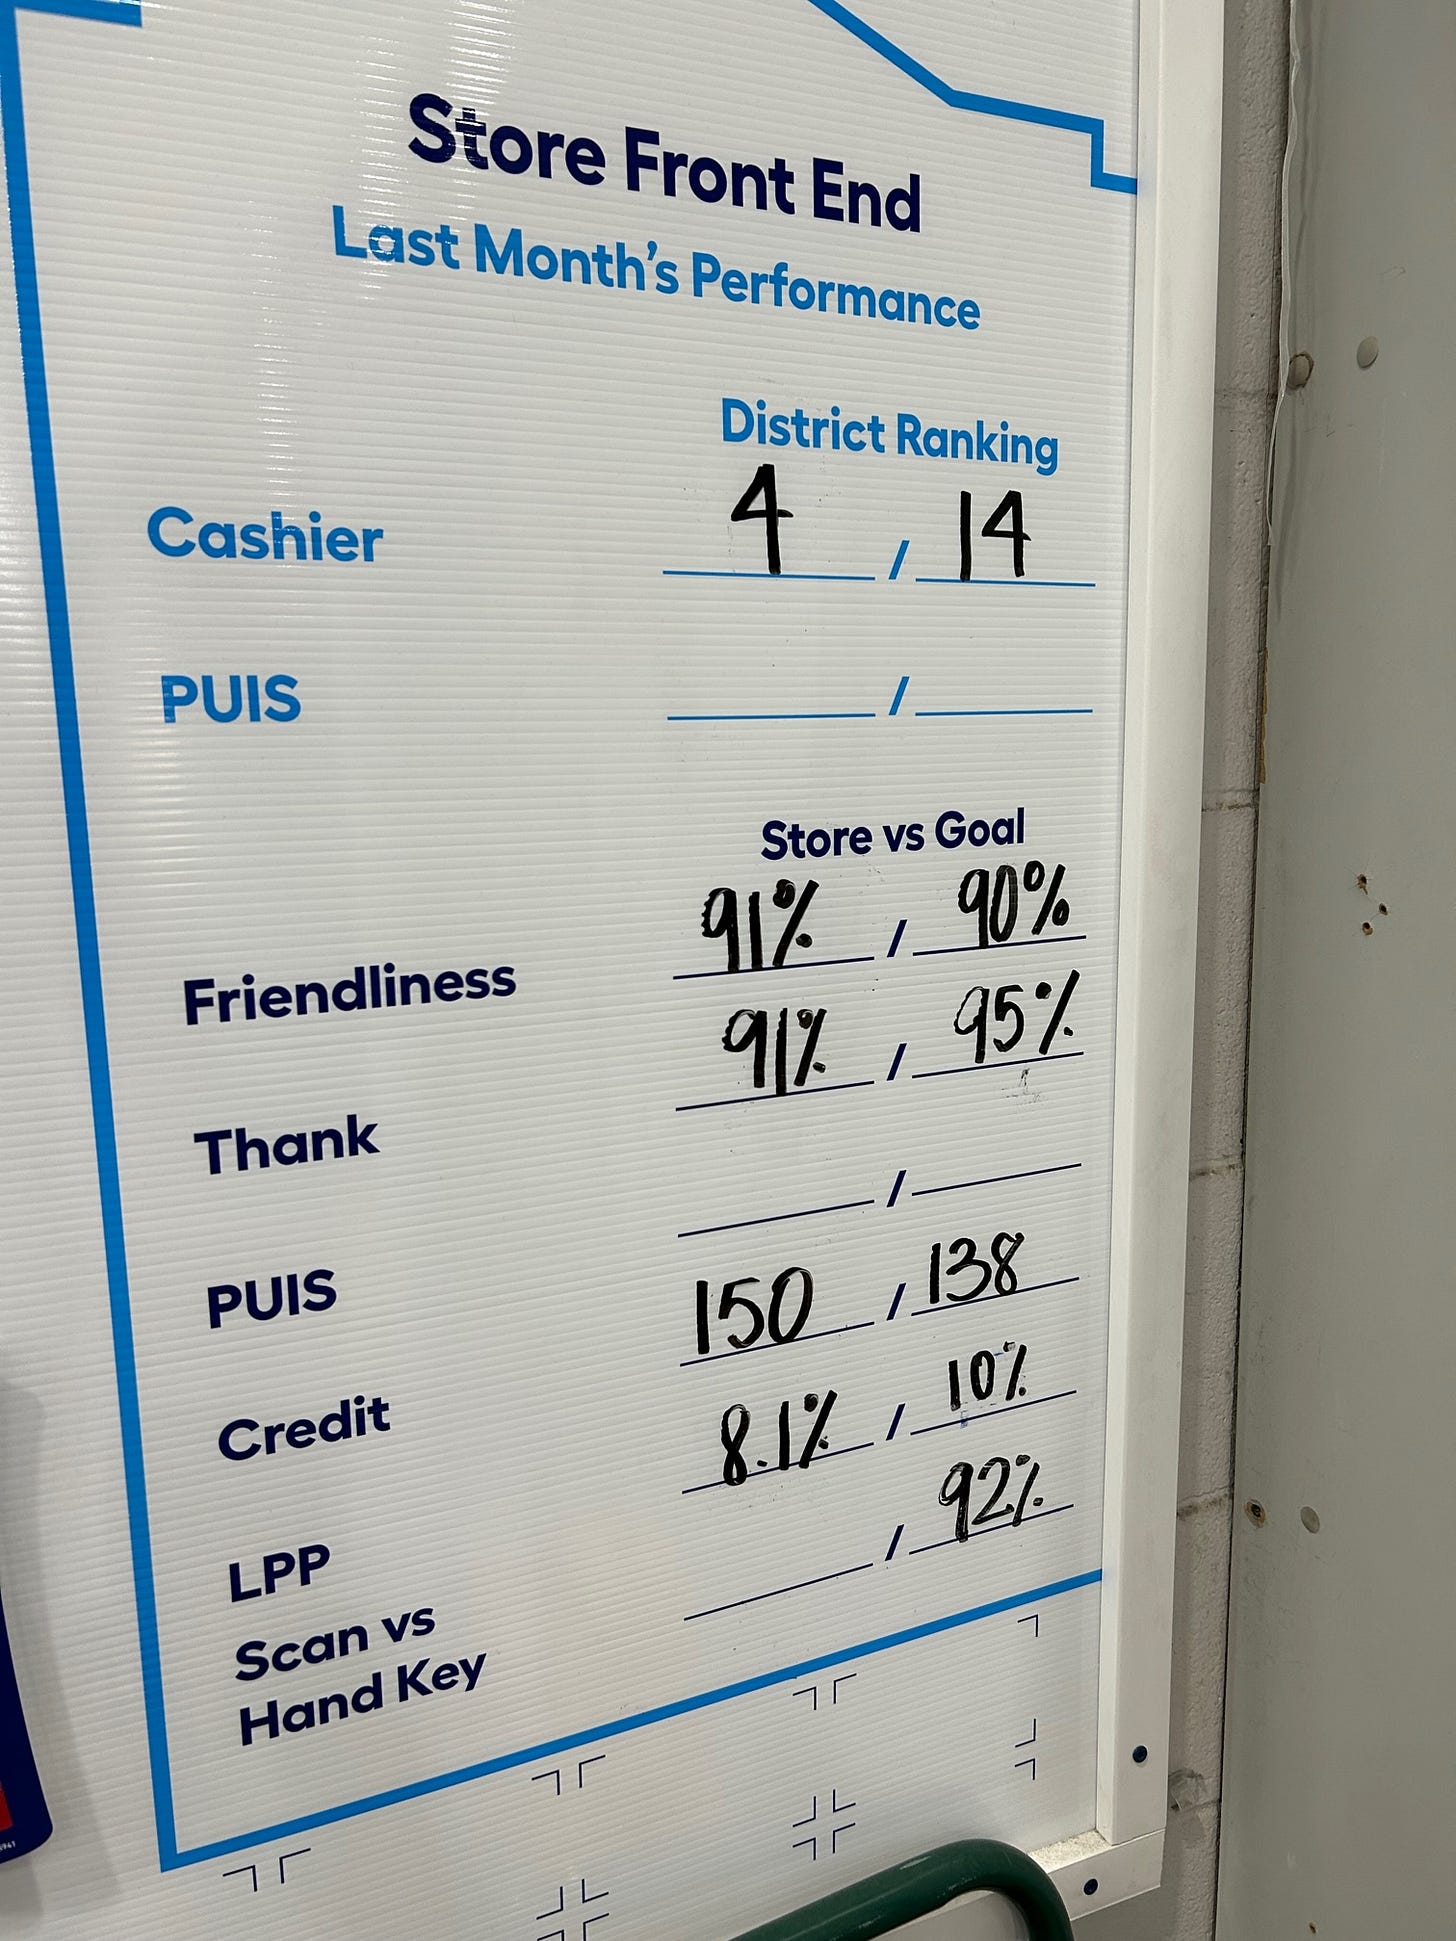 Store Front End
Last Month's Performance
District Ranking
Cashier 4 / 14
PUIS /
Store vs Goal
Friendliness 91% / 90%
Thank 91% / 95%
PUIS /
Credit 150 / 138
LPP 8.1% / 10%
Scan vs
Hand Key / 92%